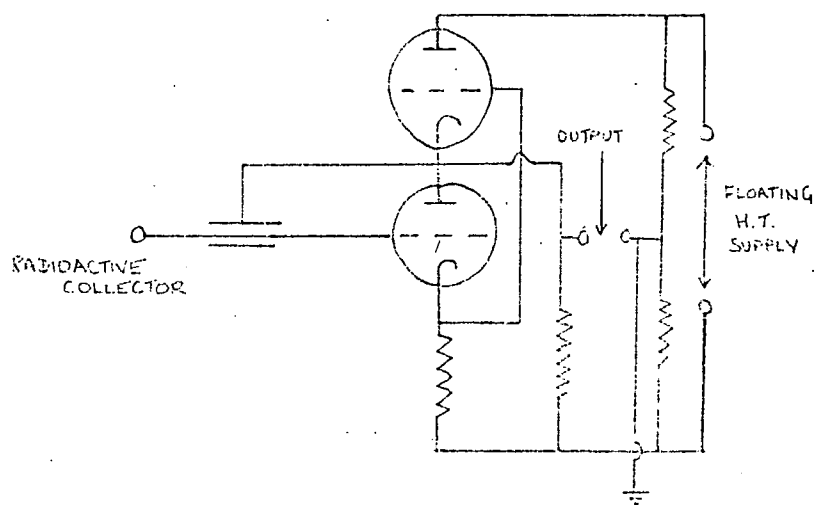 OUTPUT
FLOATING
H.T.
SUPPLY
RADIOACTIVE
COLLECTOR